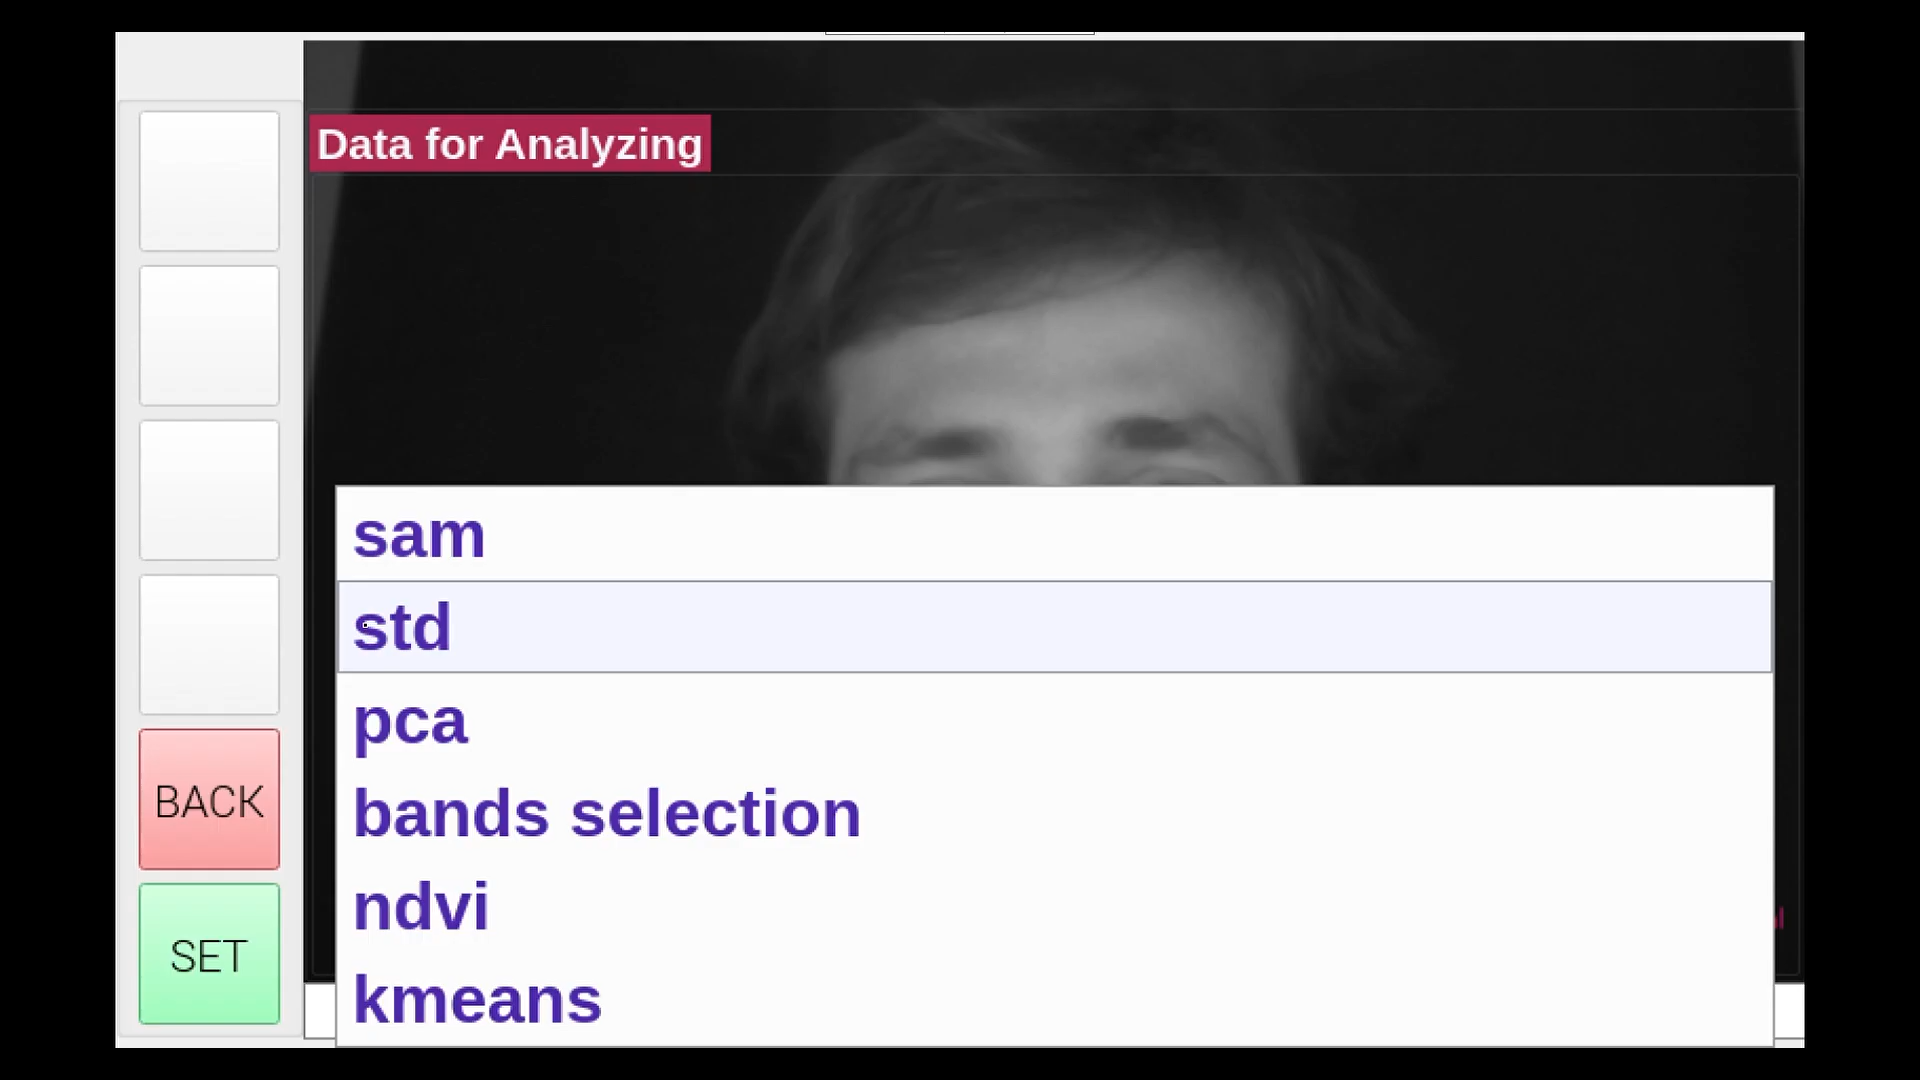 Data for Analyzing
sam
std
pca
bands selection
ndvi
kmeans
BACK
SET